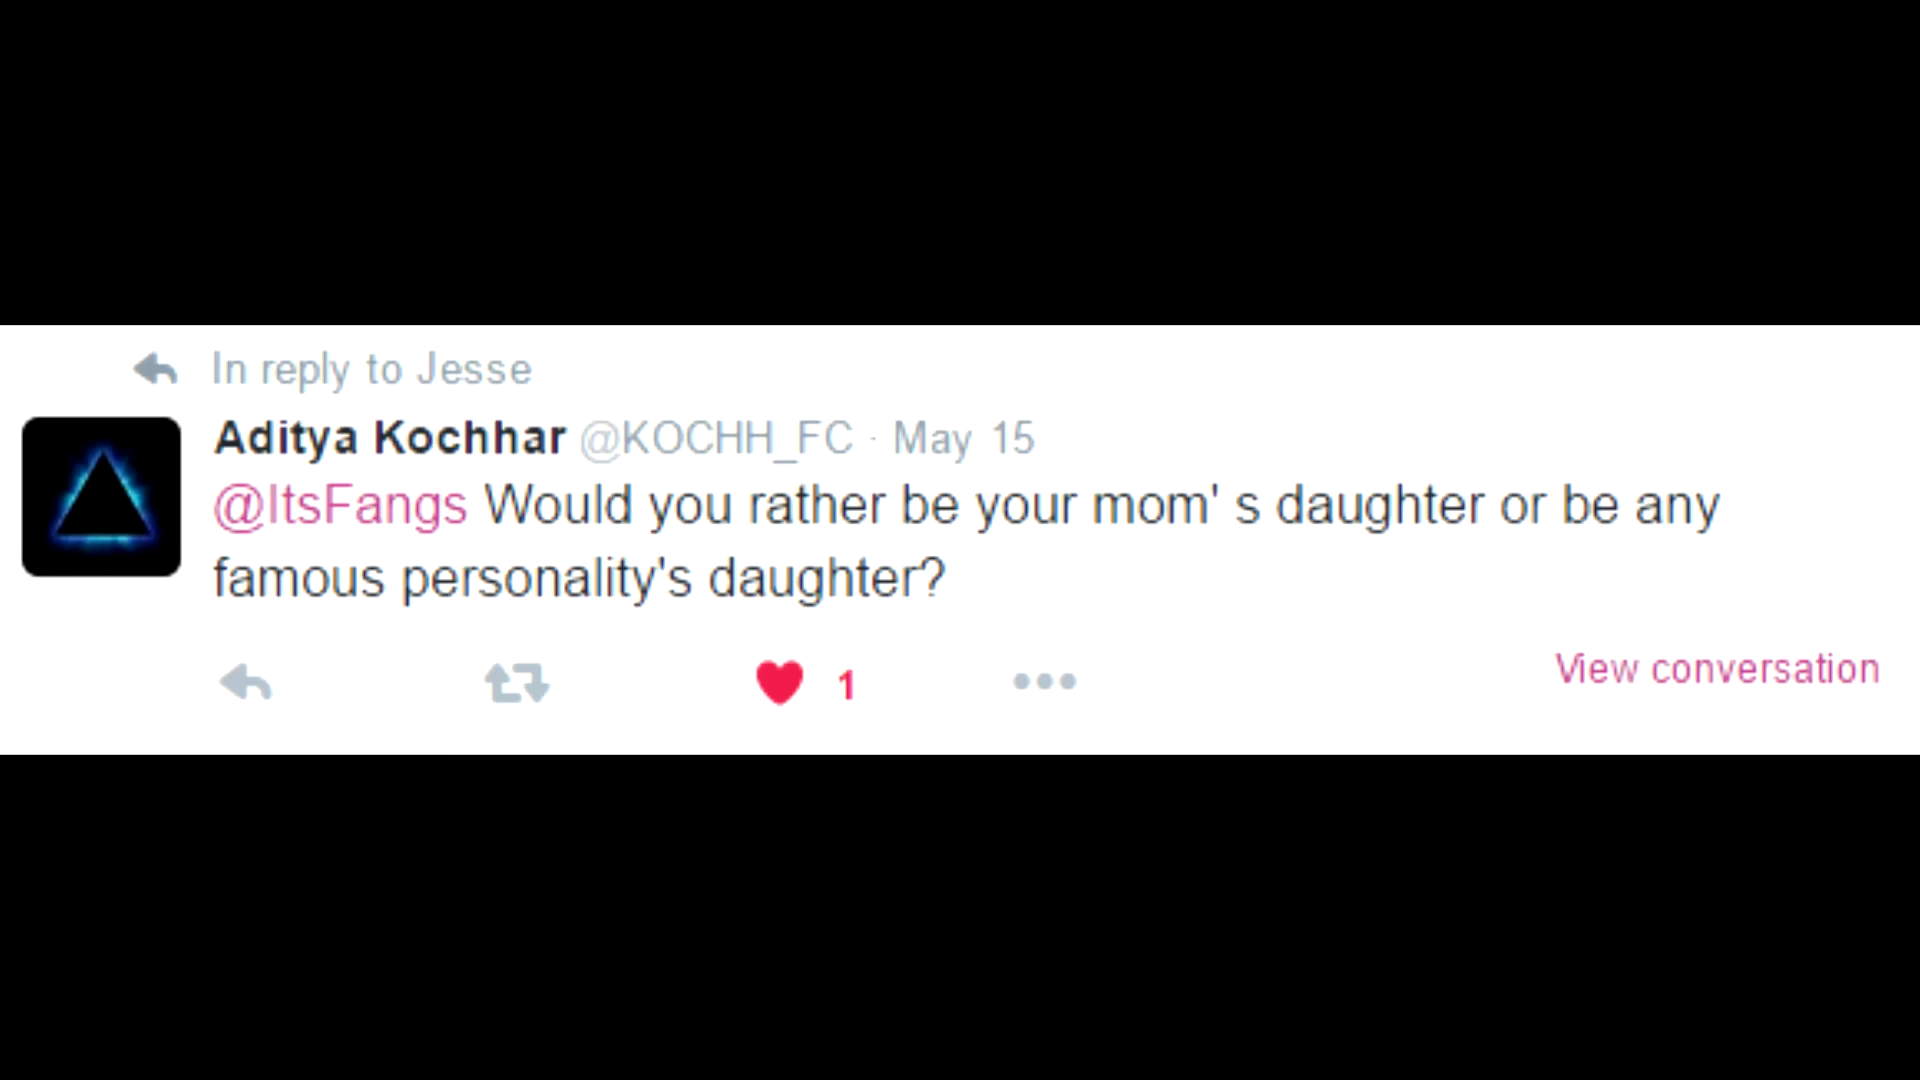 In reply to Jesse
Aditya Kochhar @KOCHH_FC · May 15
@ItsFangs Would you rather be your mom' s daughter or be any
famous personality's daughter?
1
View conversation